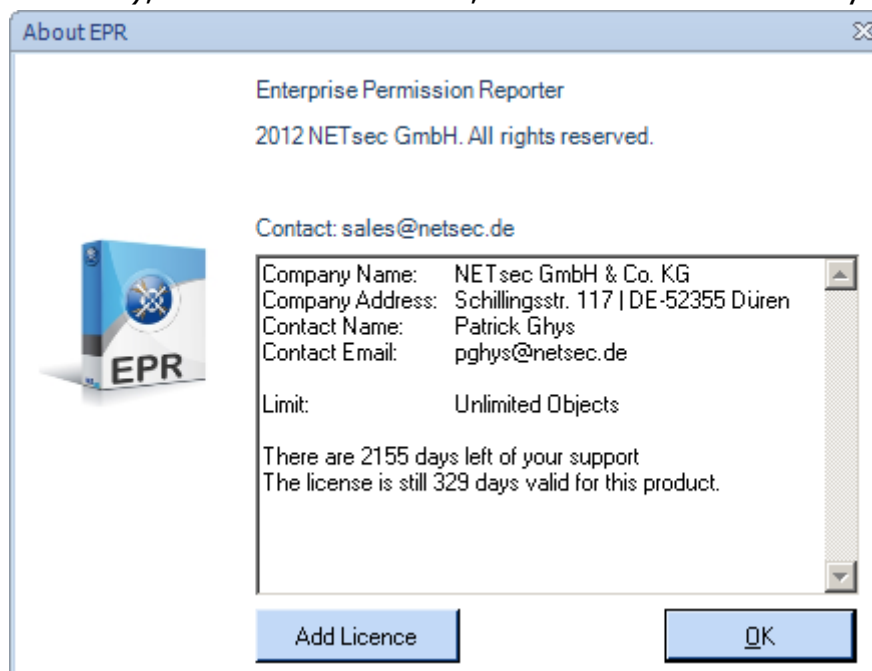 About EPR
Enterprise Permission Reporter
2012 NETsec GmbH. All rights reserved.
Contact: sales@netsec.de
EPR
Company Name: NETsec GmbH & Co. KG
Company Address: Schillingsstr. 117 | DE-52355 Düren
Contact Name: Patrick Ghys
Contact Email: pghys@netsec.de
Limit: Unlimited Objects
There are 2155 days left of your support
The license is still 329 days valid for this product.
Add Licence
OK